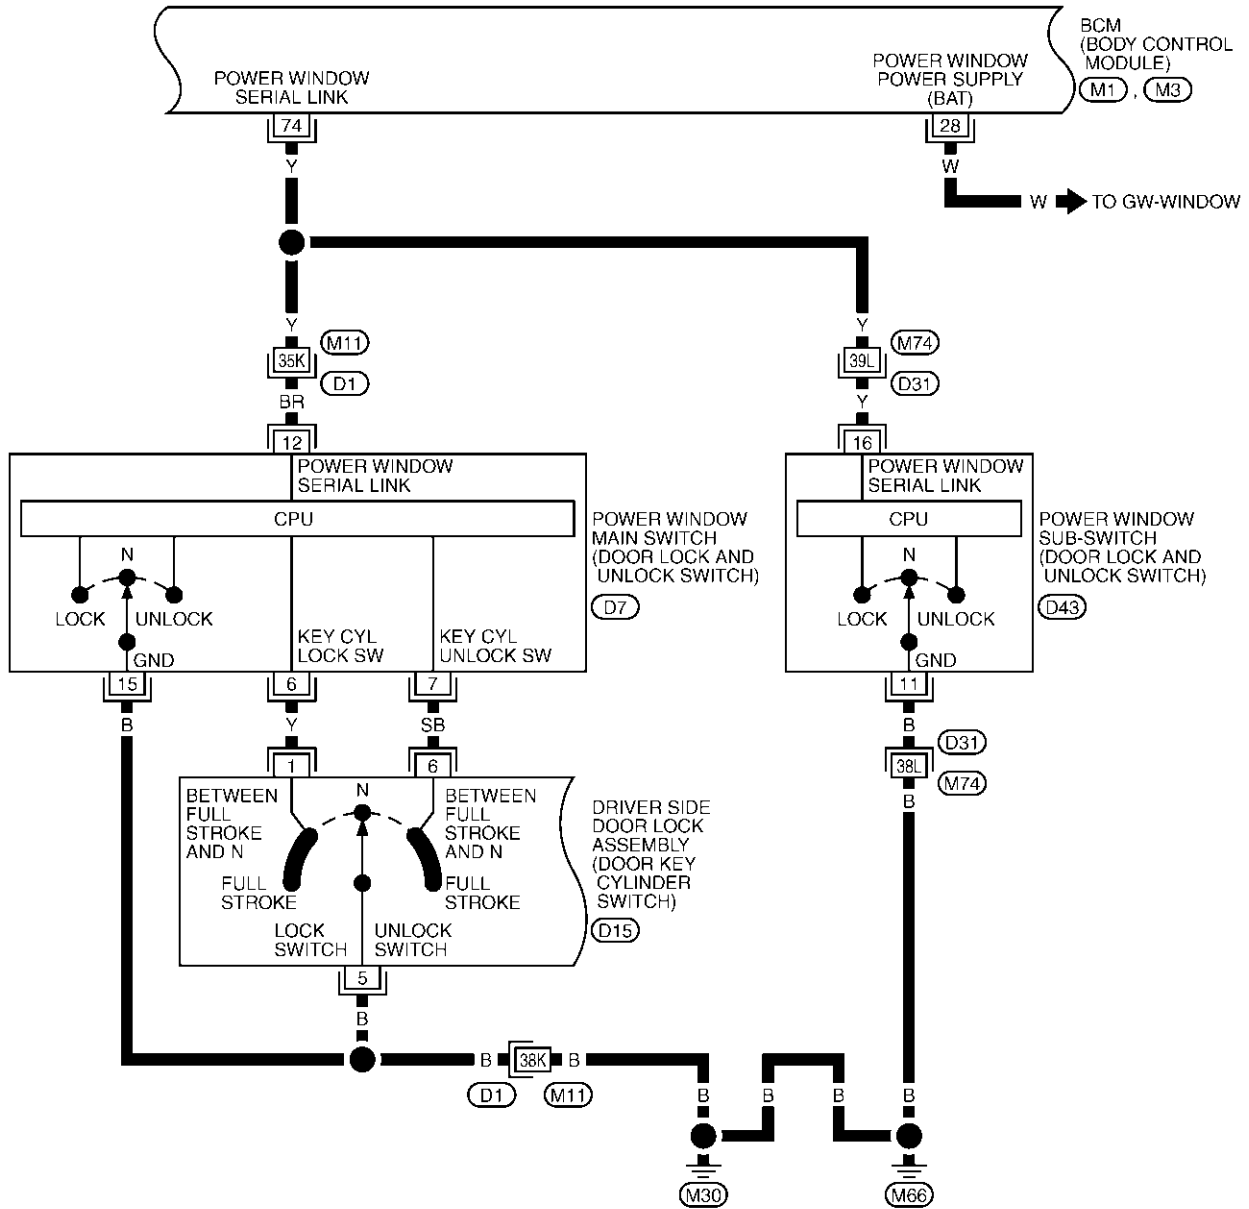 BCM
(BODY CONTROL
MODULE)
M1 , M3
POWER WINDOW
SERIAL LINK
POWER WINDOW
POWER SUPPLY
(BAT)
74
28
Y
W
W
TO GW-WINDOW
Y
Y
M11
35K
D1
M74
39L
D31
BR
Y
12
16
POWER WINDOW
SERIAL LINK
CPU
N
LOCK
UNLOCK
GND
KEY CYL
LOCK SW
KEY CYL
UNLOCK SW
POWER WINDOW
MAIN SWITCH
(DOOR LOCK AND
UNLOCK SWITCH)
D7
POWER WINDOW
SERIAL LINK
CPU
N
LOCK
UNLOCK
GND
POWER WINDOW
SUB-SWITCH
(DOOR LOCK AND
UNLOCK SWITCH)
D43
15
6
7
11
B
Y
SB
B
D31
38L
M74
B
1
6
BETWEEN
FULL
STROKE
AND N
N
BETWEEN
FULL
STROKE
AND N
FULL
STROKE
FULL
STROKE
LOCK
SWITCH
UNLOCK
SWITCH
DRIVER SIDE
DOOR LOCK
ASSEMBLY
(DOOR KEY
CYLINDER
SWITCH)
D15
5
B
B
38K
B
D1
M11
B
B
B
B
M30
M66